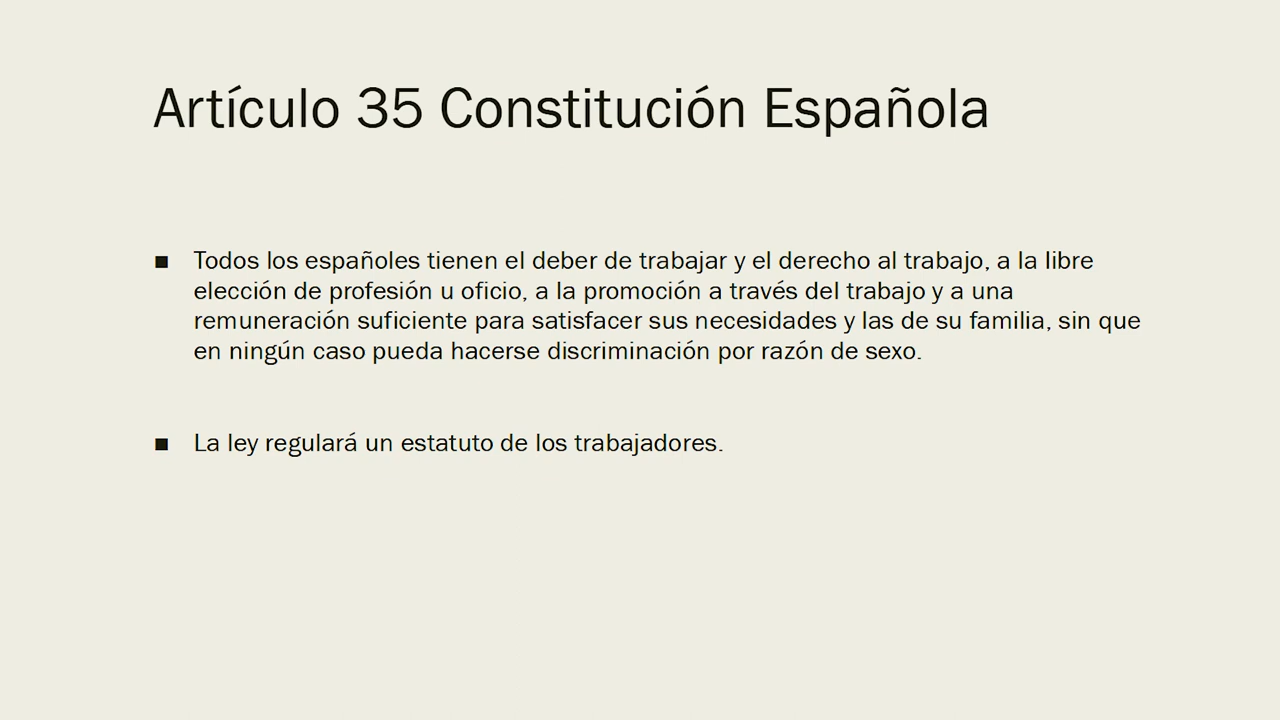 Artículo 35 Constitución Española
■ Todos los españoles tienen el deber de trabajar y el derecho al trabajo, a la libre
elección de profesión u oficio, a la promoción a través del trabajo y a una
remuneración suficiente para satisfacer sus necesidades y las de su familia, sin que
en ningún caso pueda hacerse discriminación por razón de sexo.
■ La ley regulará un estatuto de los trabajadores.